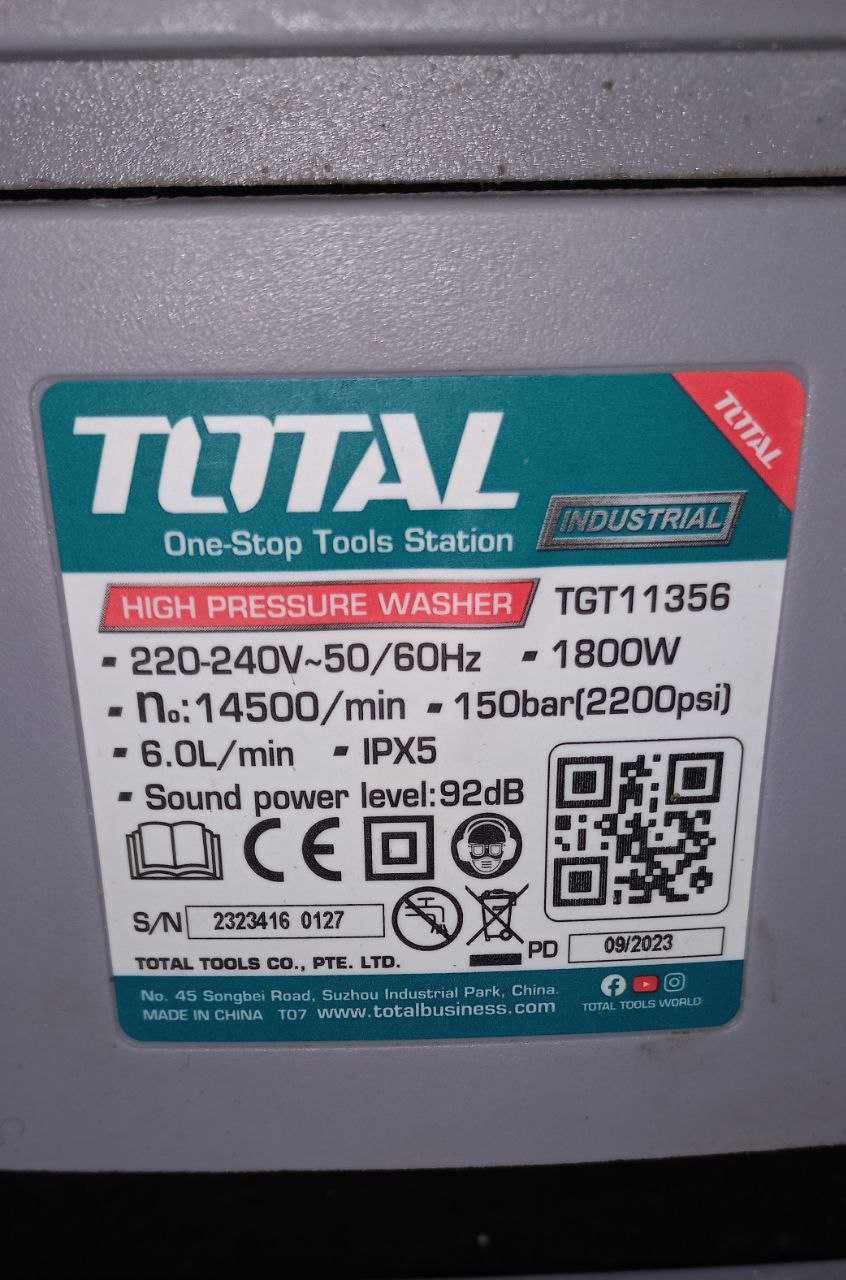 TOTAL
TOTAL
One-Stop Tools Station
INDUSTRIAL
HIGH PRESSURE WASHER TGT11356
▪ 220-240V~50/60Hz ▪ 1800W
▪ n₀:14500/min ▪ 150bar(2200psi)
▪ 6.0L/min ▪ IPX5
▪ Sound power level:92dB
CE
S/N 2323416 0127
PD 09/2023
TOTAL TOOLS CO., PTE. LTD.
No. 45 Songbei Road, Suzhou Industrial Park, China.
MADE IN CHINA T07 www.totalbusiness.com
TOTAL TOOLS WORLD